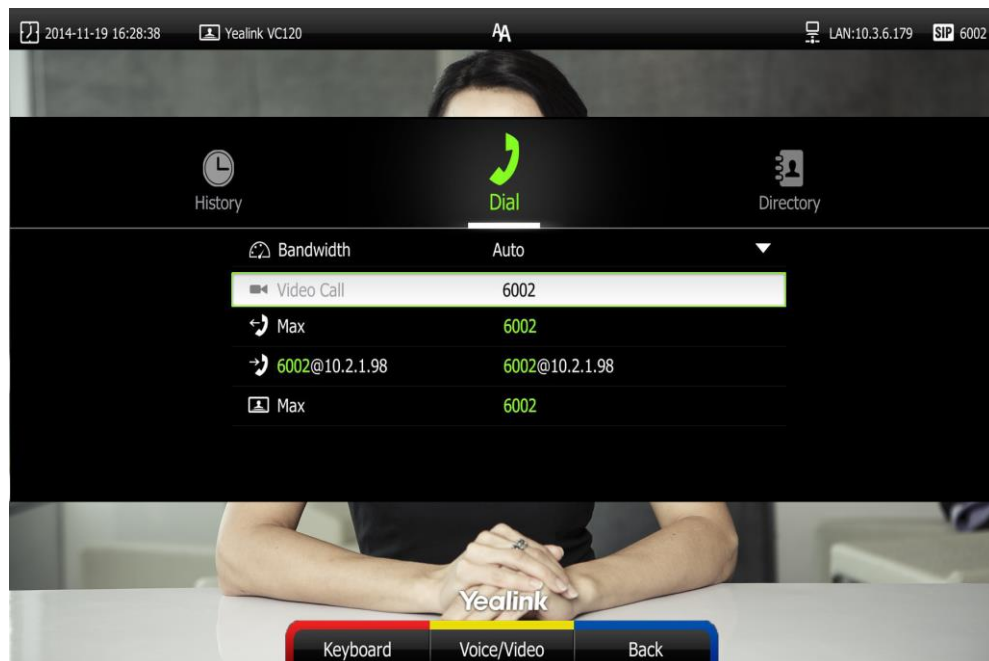 2014-11-19 16:28:38 Yealink VC120 AA LAN:10.3.6.179 SIP 6002
History Dial Directory
Bandwidth Auto
Video Call 6002
Max 6002
6002@10.2.1.98 6002@10.2.1.98
Max 6002
Yealink
Keyboard Voice/Video Back